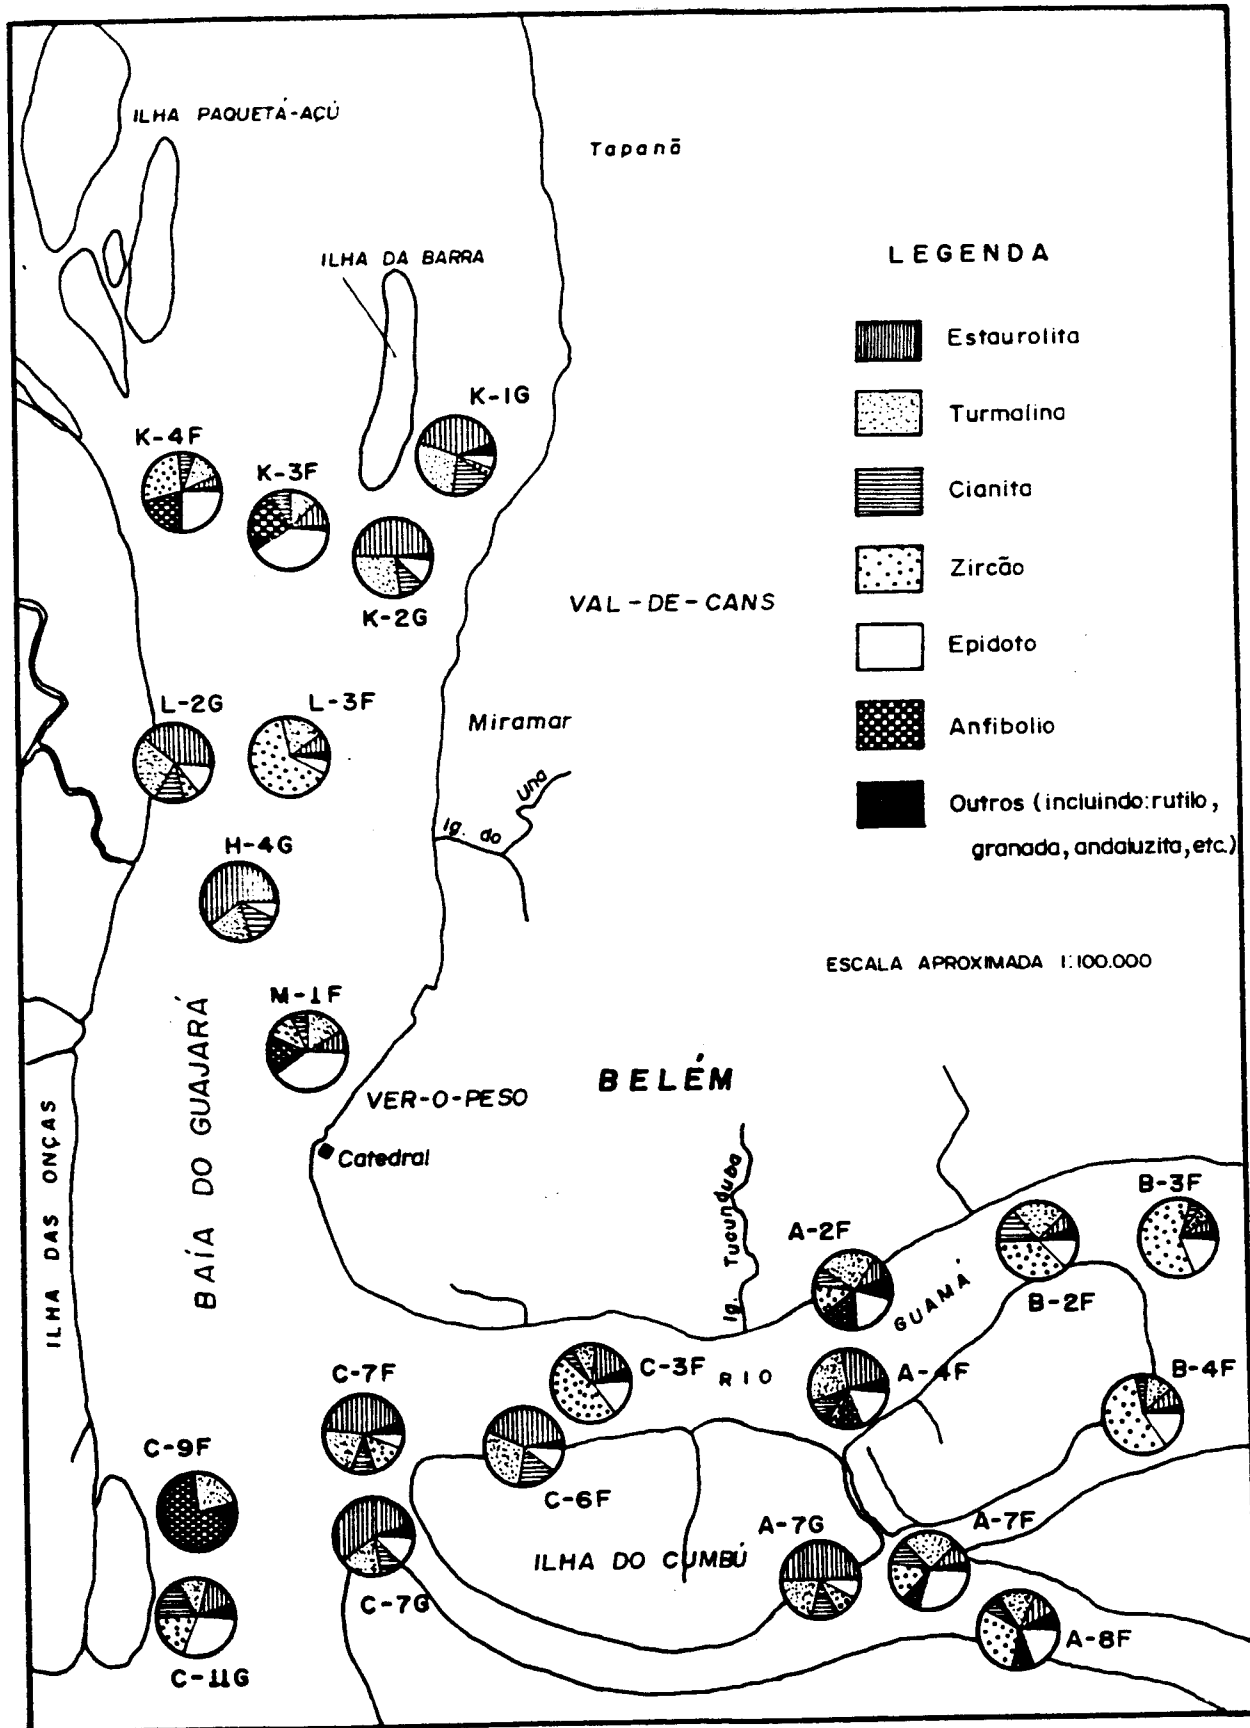 ILHA PAQUETÁ-AÇÚ
Tapanã
ILHA DA BARRA
LEGENDA
Estaurolita
Turmalina
Cianita
Zircão
Epidoto
Anfibolio
Outros (incluindo: rutilo,
granada, andaluzita, etc.)
K-1G
K-4F
K-3F
K-2G
VAL-DE-CANS
L-2G
L-3F
Miramar
Ig. do Una
H-4G
ESCALA APROXIMADA 1:100.000
M-1F
BAÍA DO GUAJARÁ
BELÉM
VER-O-PESO
Catedral
ILHA DAS ONÇAS
Ig. Tucunduba
B-3F
A-2F
B-2F
RIO GUAMÁ
C-7F
C-3F
A-4F
B-4F
C-9F
C-6F
A-7G
A-7F
ILHA DO CUMBÚ
C-7G
A-8F
C-11G